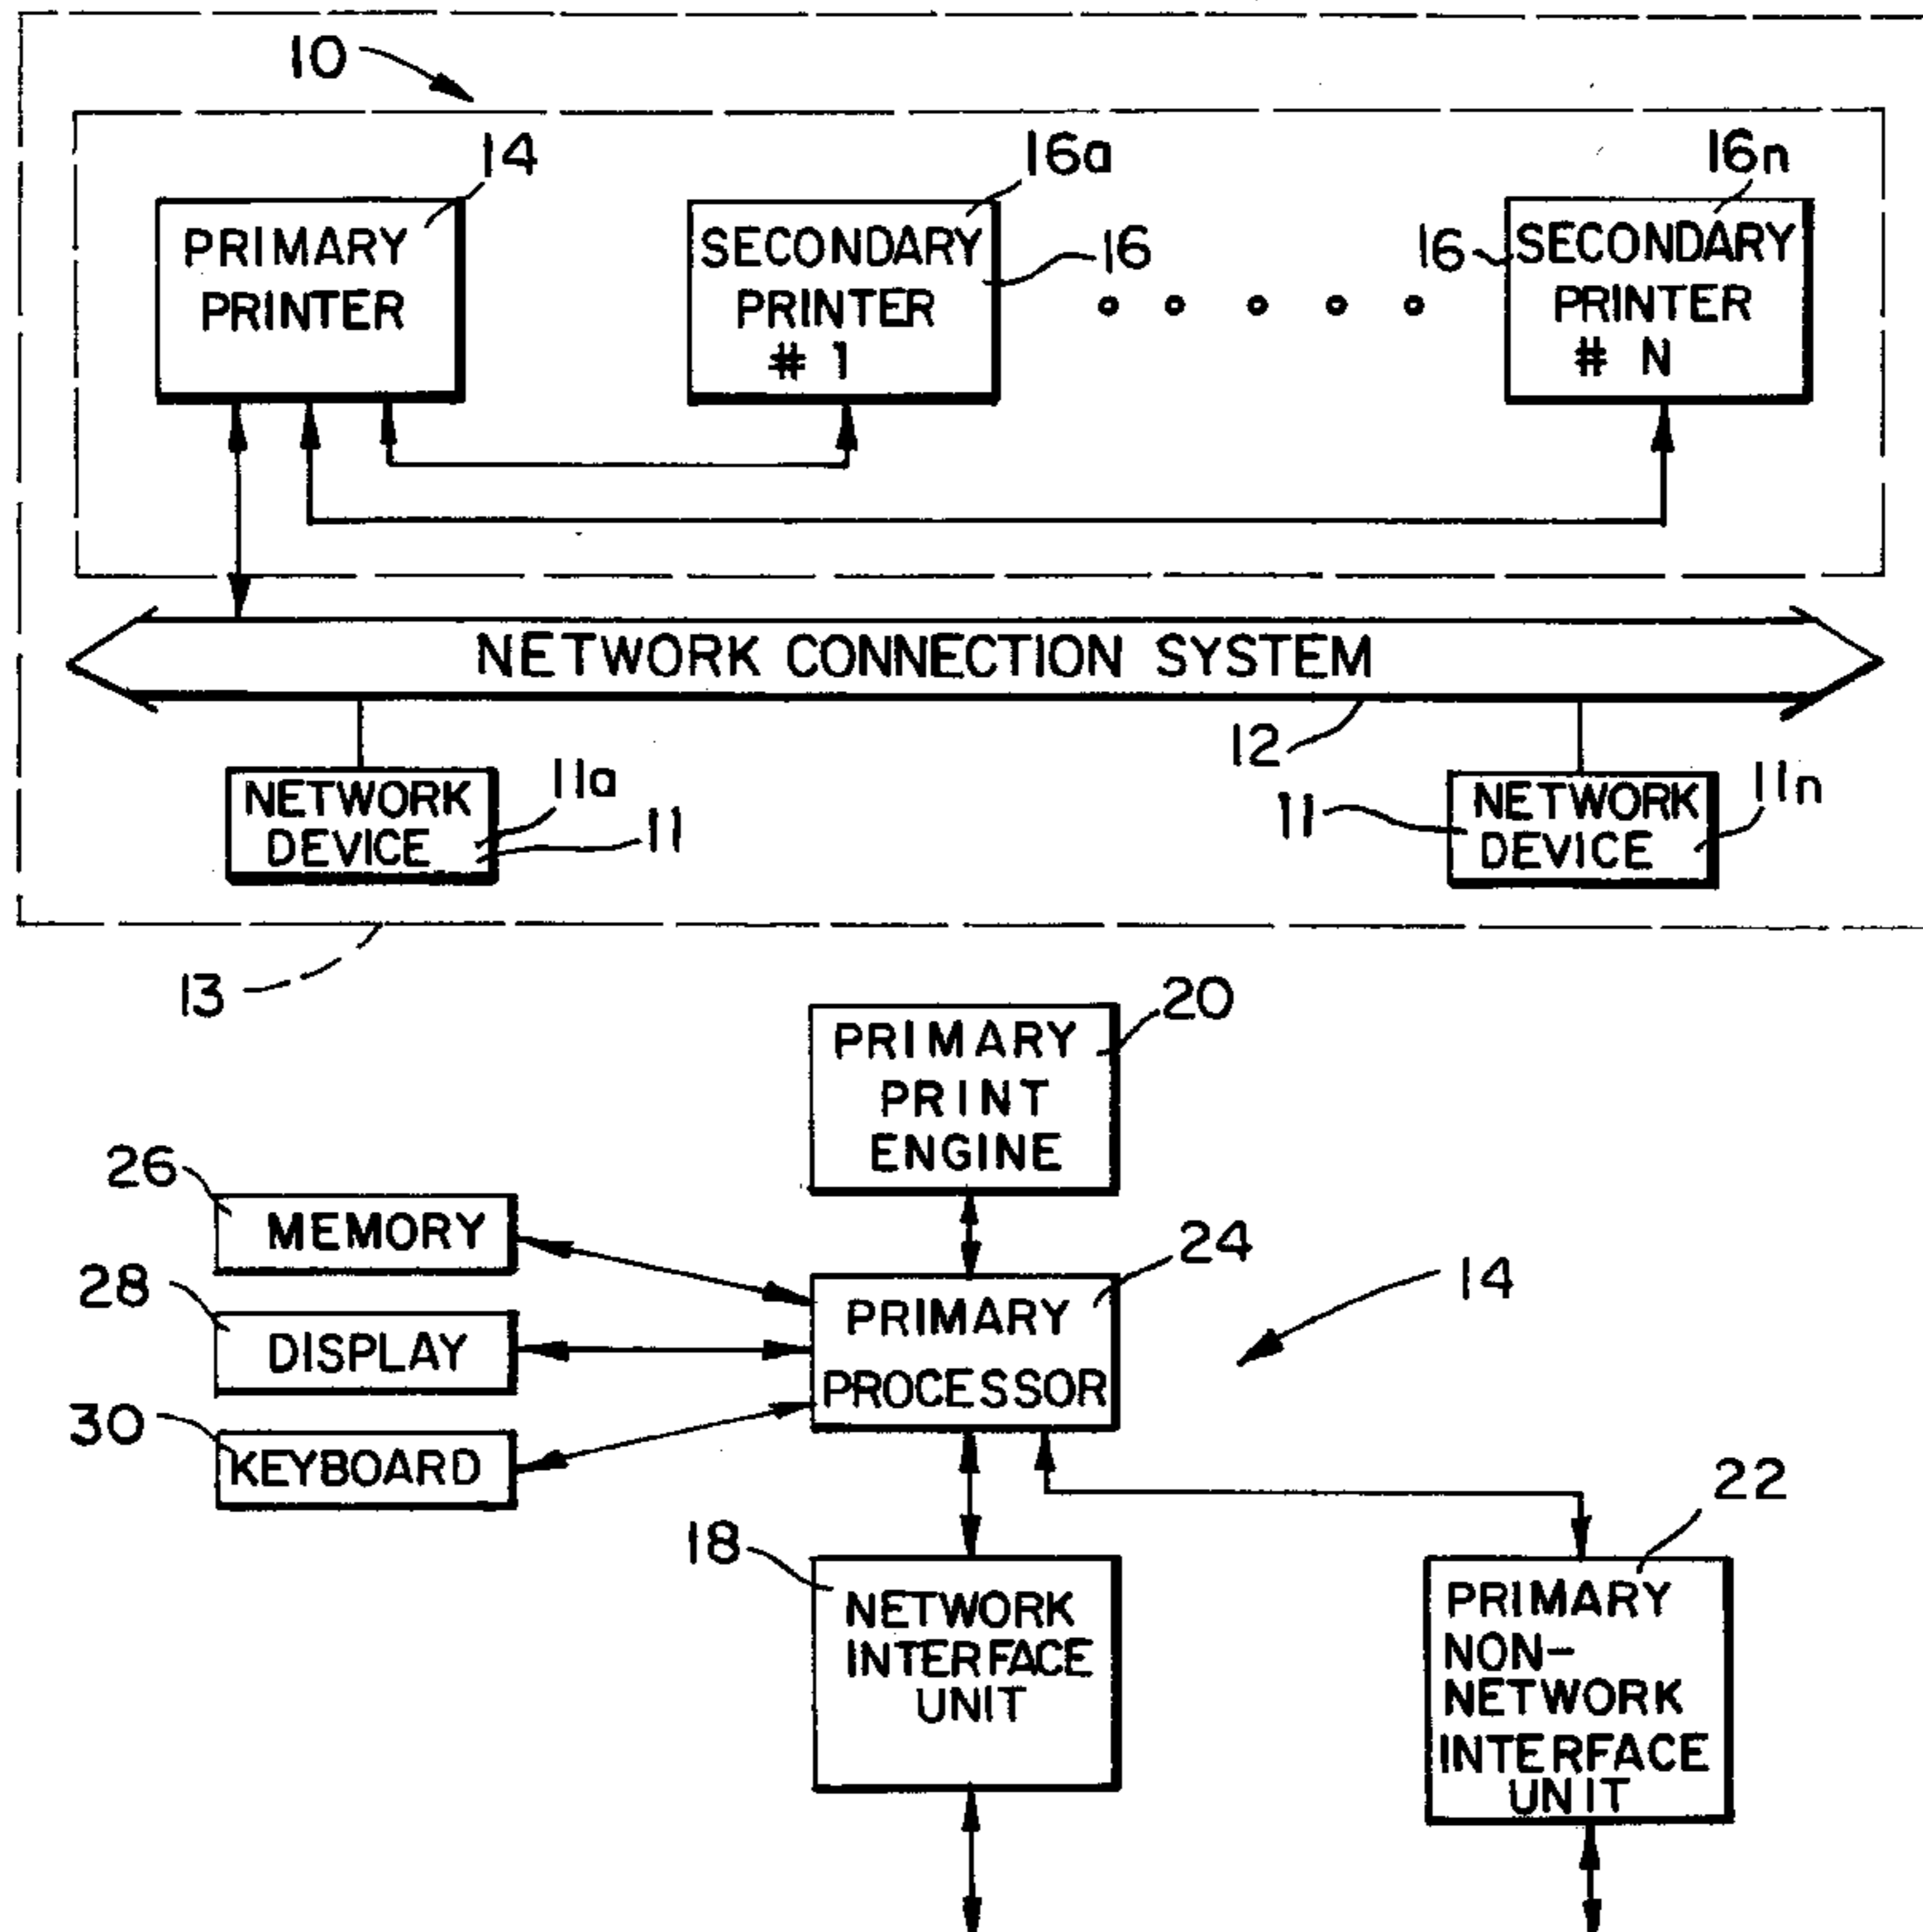 10
14
16a
16n
PRIMARY
PRINTER
SECONDARY
PRINTER
# 1
16
16
SECONDARY
PRINTER
# N
NETWORK CONNECTION SYSTEM
12
NETWORK
DEVICE
11a
11
11
NETWORK
DEVICE
11n
13
20
PRIMARY
PRINT
ENGINE
26
MEMORY
28
DISPLAY
30
KEYBOARD
24
PRIMARY
PROCESSOR
14
18
NETWORK
INTERFACE
UNIT
22
PRIMARY
NON-
NETWORK
INTERFACE
UNIT